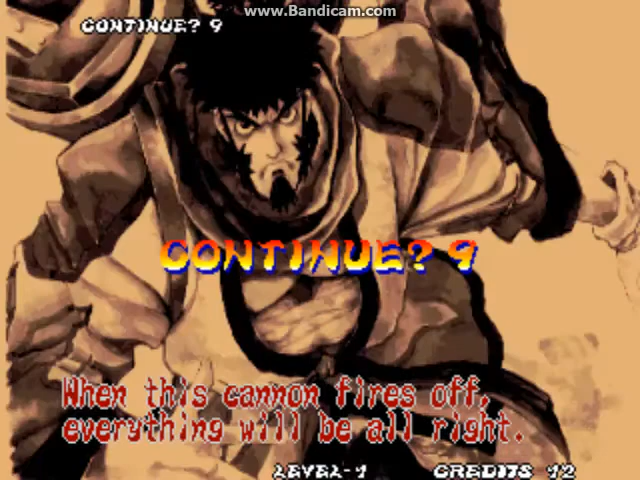 www.Bandicam.com
CONTINUE? 9
CONTINUE? 9
When this cannon fires off,
everything will be all right.
LEVEL-1 CREDITS 12